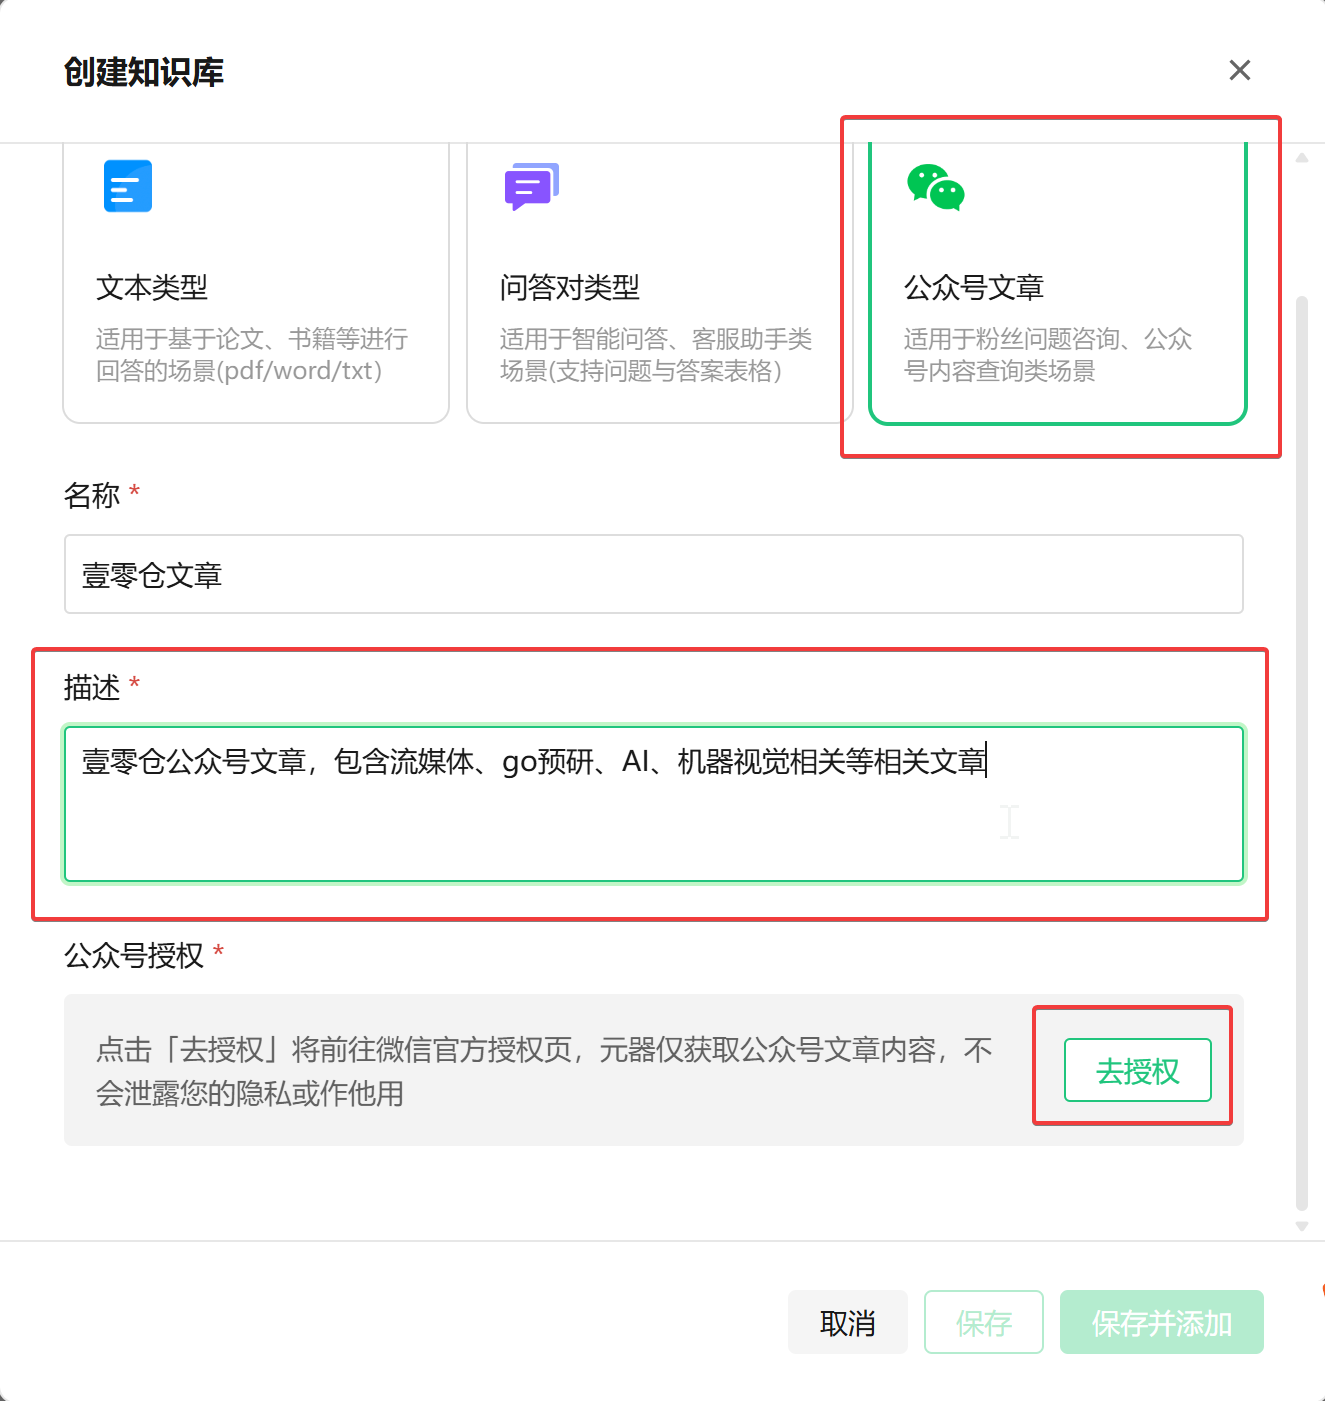 创建知识库
文本类型
适用于基于论文、书籍等进行
回答的场景(pdf/word/txt)
问答对类型
适用于智能问答、客服助手类
场景(支持问题与答案表格)
公众号文章
适用于粉丝问题咨询、公众
号内容查询类场景
名称 *
壹零仓文章
描述 *
壹零仓公众号文章，包含流媒体、go预研、AI、机器视觉相关等相关文章
公众号授权 *
点击「去授权」将前往微信官方授权页，元器仅获取公众号文章内容，不
会泄露您的隐私或作他用
去授权
取消
保存
保存并添加